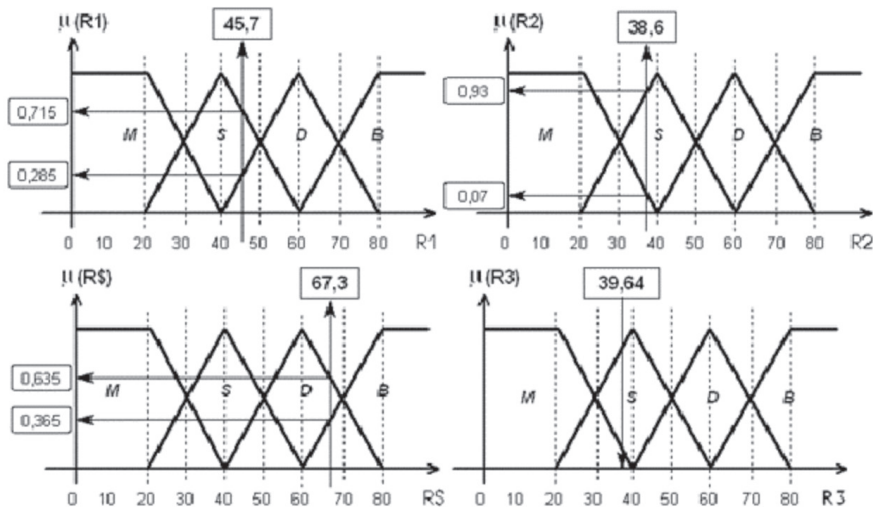 μ (R1)
45,7
0,715
0,285
M S D B
0 10 20 30 40 50 60 70 80 R1
μ (R2)
38,6
0,93
0,07
M S D B
0 10 20 30 40 50 60 70 80 R2
μ (R$)
67,3
0,635
0,365
M S D B
0 10 20 30 40 50 60 70 80 R$
μ (R3)
39,64
M S D B
0 10 20 30 40 50 60 70 80 R3